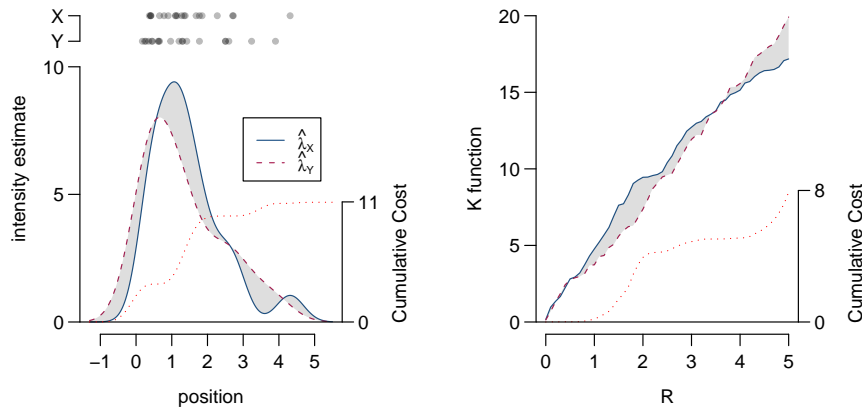 X
Y
10
5
0
intensity estimate
λ̂X
λ̂Y
11
0
Cumulative Cost
−1 0 1 2 3 4 5
position
20
15
10
5
0
K function
8
0
Cumulative Cost
0 1 2 3 4 5
R